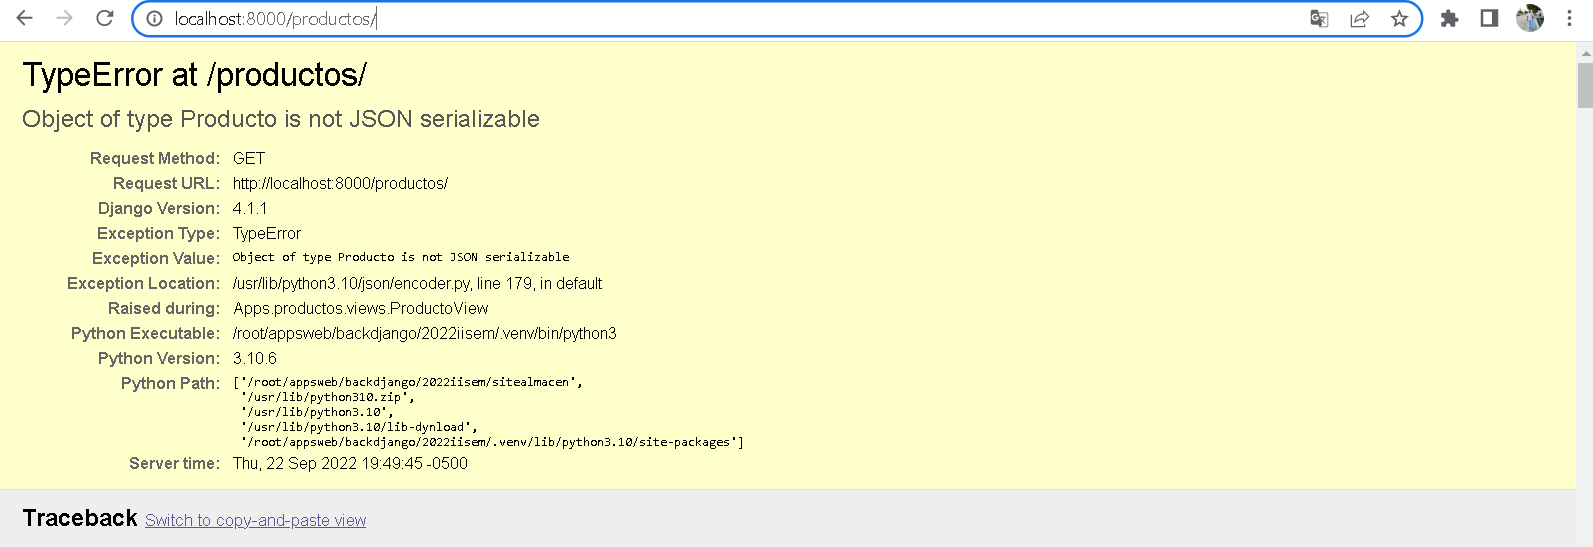 localhost:8000/productos/
TypeError at /productos/
Object of type Producto is not JSON serializable
Request Method: GET
Request URL: http://localhost:8000/productos/
Django Version: 4.1.1
Exception Type: TypeError
Exception Value: Object of type Producto is not JSON serializable
Exception Location: /usr/lib/python3.10/json/encoder.py, line 179, in default
Raised during: Apps.productos.views.ProductoView
Python Executable: /root/appsweb/backdjango/2022iisem/.venv/bin/python3
Python Version: 3.10.6
Python Path: ['/root/appsweb/backdjango/2022iisem/sitealmacen',
'/usr/lib/python310.zip',
'/usr/lib/python3.10',
'/usr/lib/python3.10/lib-dynload',
'/root/appsweb/backdjango/2022iisem/.venv/lib/python3.10/site-packages']
Server time: Thu, 22 Sep 2022 19:49:45 -0500
Traceback Switch to copy-and-paste view